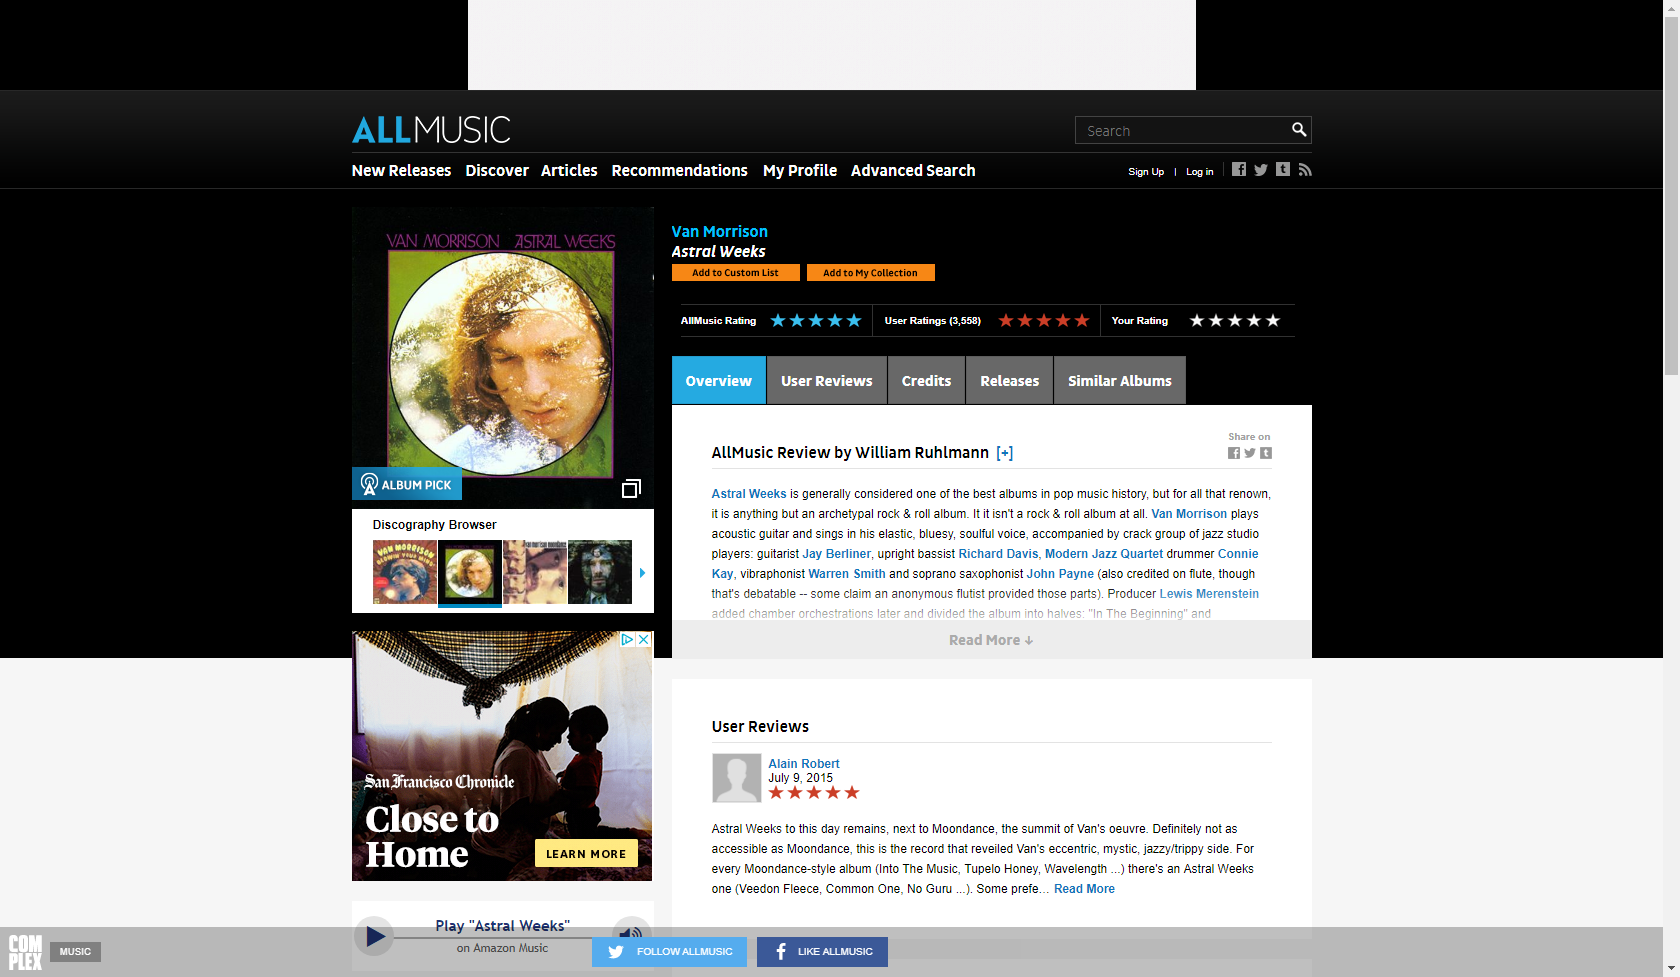 ALLMUSIC
Search
New Releases Discover Articles Recommendations My Profile Advanced Search
Sign Up | Log in
VAN MORRISON ASTRAL WEEKS
ALBUM PICK
Van Morrison
Astral Weeks
Add to Custom List Add to My Collection
AllMusic Rating User Ratings (3,558) Your Rating
Overview User Reviews Credits Releases Similar Albums
Share on
AllMusic Review by William Ruhlmann [+]
Astral Weeks is generally considered one of the best albums in pop music history, but for all that renown,
it is anything but an archetypal rock & roll album. It it isn't a rock & roll album at all. Van Morrison plays
acoustic guitar and sings in his elastic, bluesy, soulful voice, accompanied by crack group of jazz studio
players: guitarist Jay Berliner, upright bassist Richard Davis, Modern Jazz Quartet drummer Connie
Kay, vibraphonist Warren Smith and soprano saxophonist John Payne (also credited on flute, though
that's debatable -- some claim an anonymous flutist provided those parts). Producer Lewis Merenstein
added chamber orchestrations later and divided the album into halves: "In The Beginning" and
Read More ↓
Discography Browser
VAN MORRISON
San Francisco Chronicle
Close to
Home
LEARN MORE
User Reviews
Alain Robert
July 9, 2015
Astral Weeks to this day remains, next to Moondance, the summit of Van's oeuvre. Definitely not as
accessible as Moondance, this is the record that reveiled Van's eccentric, mystic, jazzy/trippy side. For
every Moondance-style album (Into The Music, Tupelo Honey, Wavelength ...) there's an Astral Weeks
one (Veedon Fleece, Common One, No Guru ...). Some prefe... Read More
Play "Astral Weeks"
on Amazon Music
COMPLEX
MUSIC
FOLLOW ALLMUSIC
LIKE ALLMUSIC